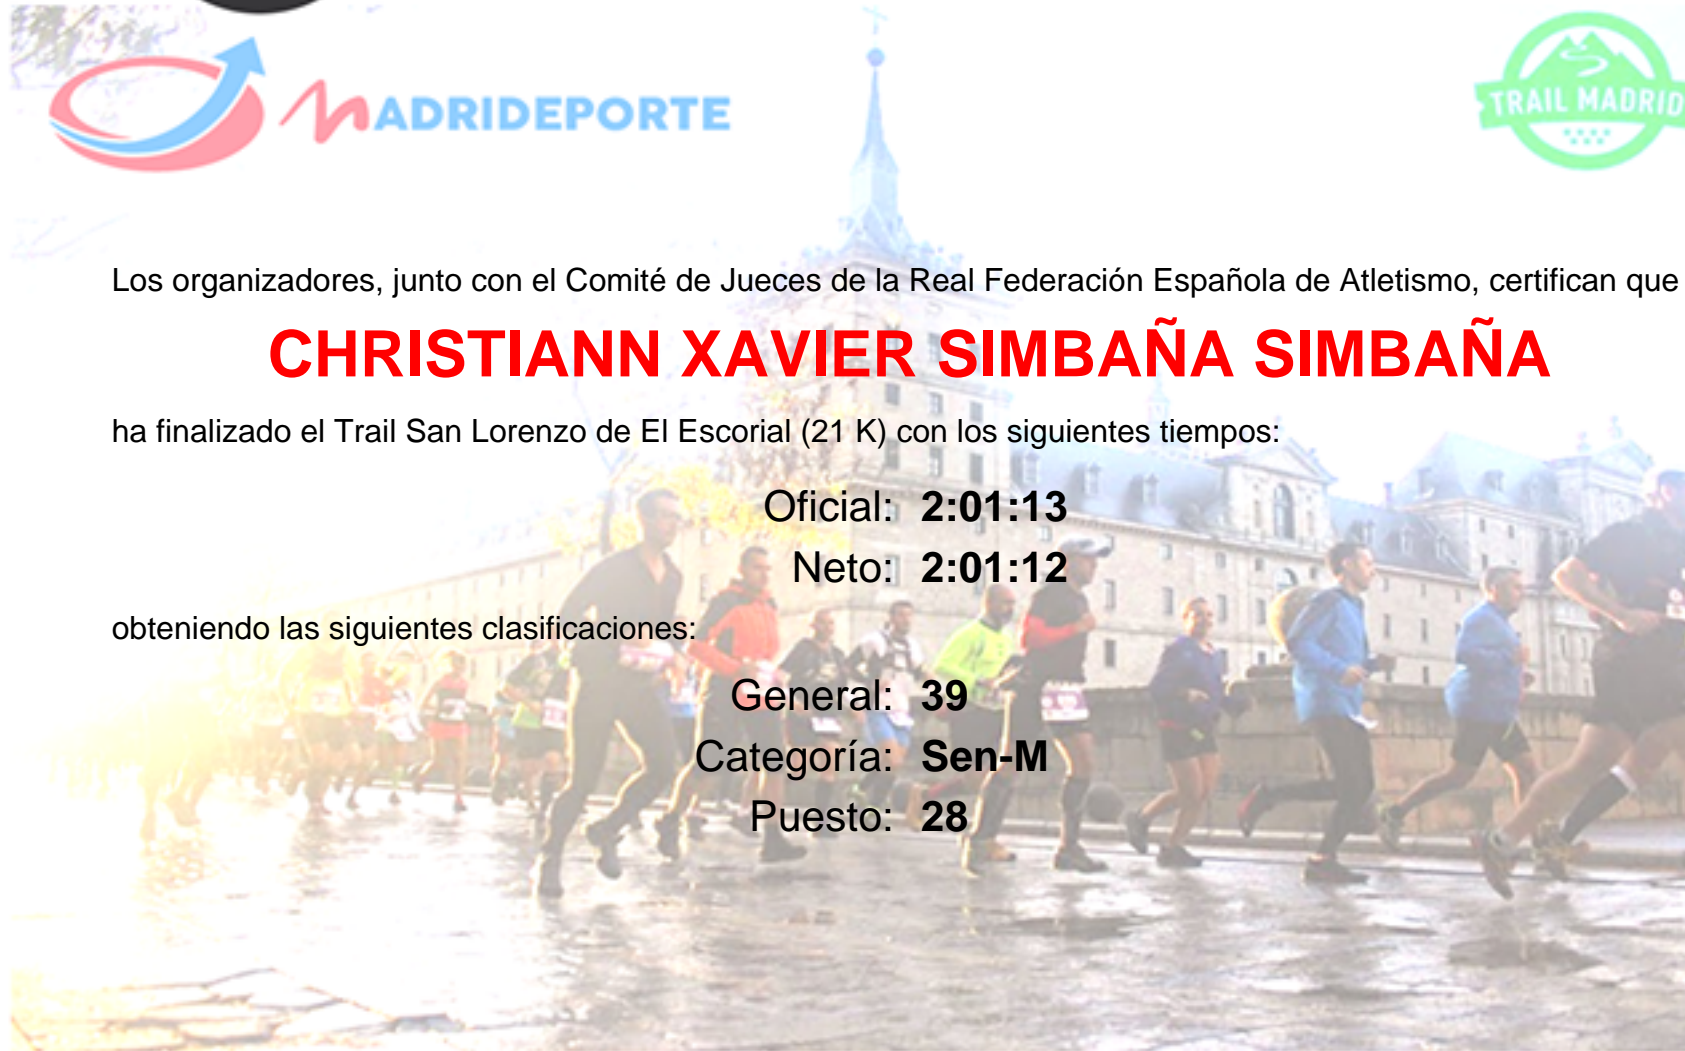 MADRIDEPORTE
TRAIL MADRID
Los organizadores, junto con el Comité de Jueces de la Real Federación Española de Atletismo, certifican que
CHRISTIANN XAVIER SIMBAÑA SIMBAÑA
ha finalizado el Trail San Lorenzo de El Escorial (21 K) con los siguientes tiempos:
Oficial: 2:01:13
Neto: 2:01:12
obteniendo las siguientes clasificaciones:
General: 39
Categoría: Sen-M
Puesto: 28